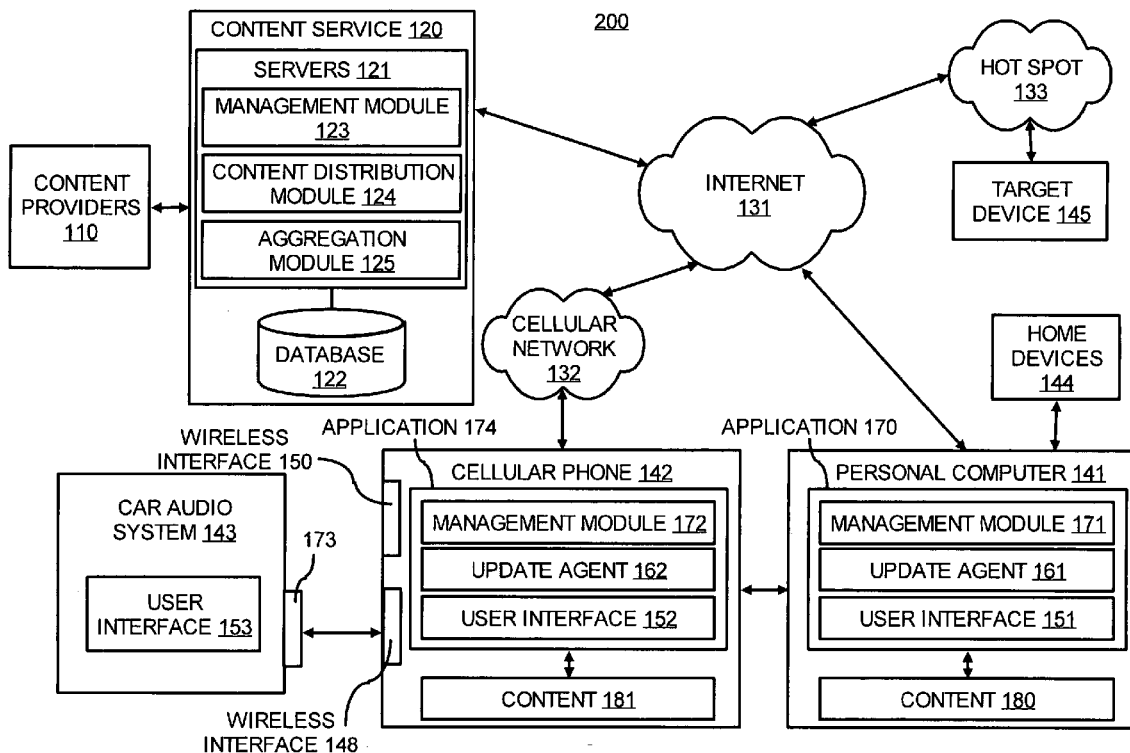 200
CONTENT SERVICE 120
SERVERS 121
MANAGEMENT MODULE
123
CONTENT DISTRIBUTION
MODULE 124
AGGREGATION
MODULE 125
DATABASE
122
CONTENT
PROVIDERS
110
INTERNET
131
HOT SPOT
133
TARGET
DEVICE 145
CELLULAR
NETWORK
132
HOME
DEVICES
144
WIRELESS
INTERFACE 150
APPLICATION 174
APPLICATION 170
CAR AUDIO
SYSTEM 143
173
USER
INTERFACE 153
WIRELESS
INTERFACE 148
CELLULAR PHONE 142
MANAGEMENT MODULE 172
UPDATE AGENT 162
USER INTERFACE 152
CONTENT 181
PERSONAL COMPUTER 141
MANAGEMENT MODULE 171
UPDATE AGENT 161
USER INTERFACE 151
CONTENT 180